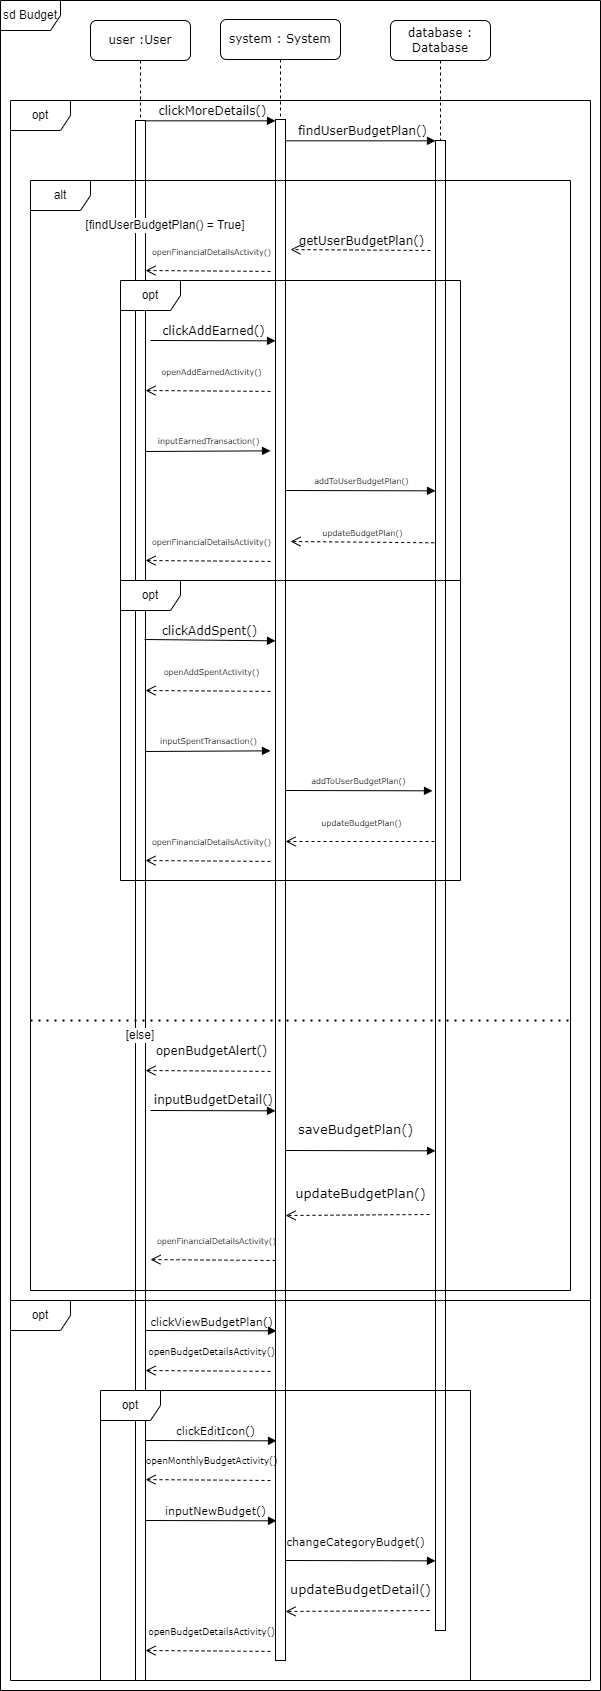 sd Budget
user :User
system : System
database :
Database
opt
clickMoreDetails()
findUserBudgetPlan()
alt
[findUserBudgetPlan() = True]
getUserBudgetPlan()
openFinancialDetailsActivity()
opt
clickAddEarned()
openAddEarnedActivity()
inputEarnedTransaction()
addToUserBudgetPlan()
updateBudgetPlan()
openFinancialDetailsActivity()
opt
clickAddSpent()
openAddSpentActivity()
inputSpentTransaction()
addToUserBudgetPlan()
updateBudgetPlan()
openFinancialDetailsActivity()
[else]
openBudgetAlert()
inputBudgetDetail()
saveBudgetPlan()
updateBudgetPlan()
openFinancialDetailsActivity()
opt
clickViewBudgetPlan()
openBudgetDetailsActivity()
opt
clickEditIcon()
openMonthlyBudgetActivity()
inputNewBudget()
changeCategoryBudget()
updateBudgetDetail()
openBudgetDetailsActivity()